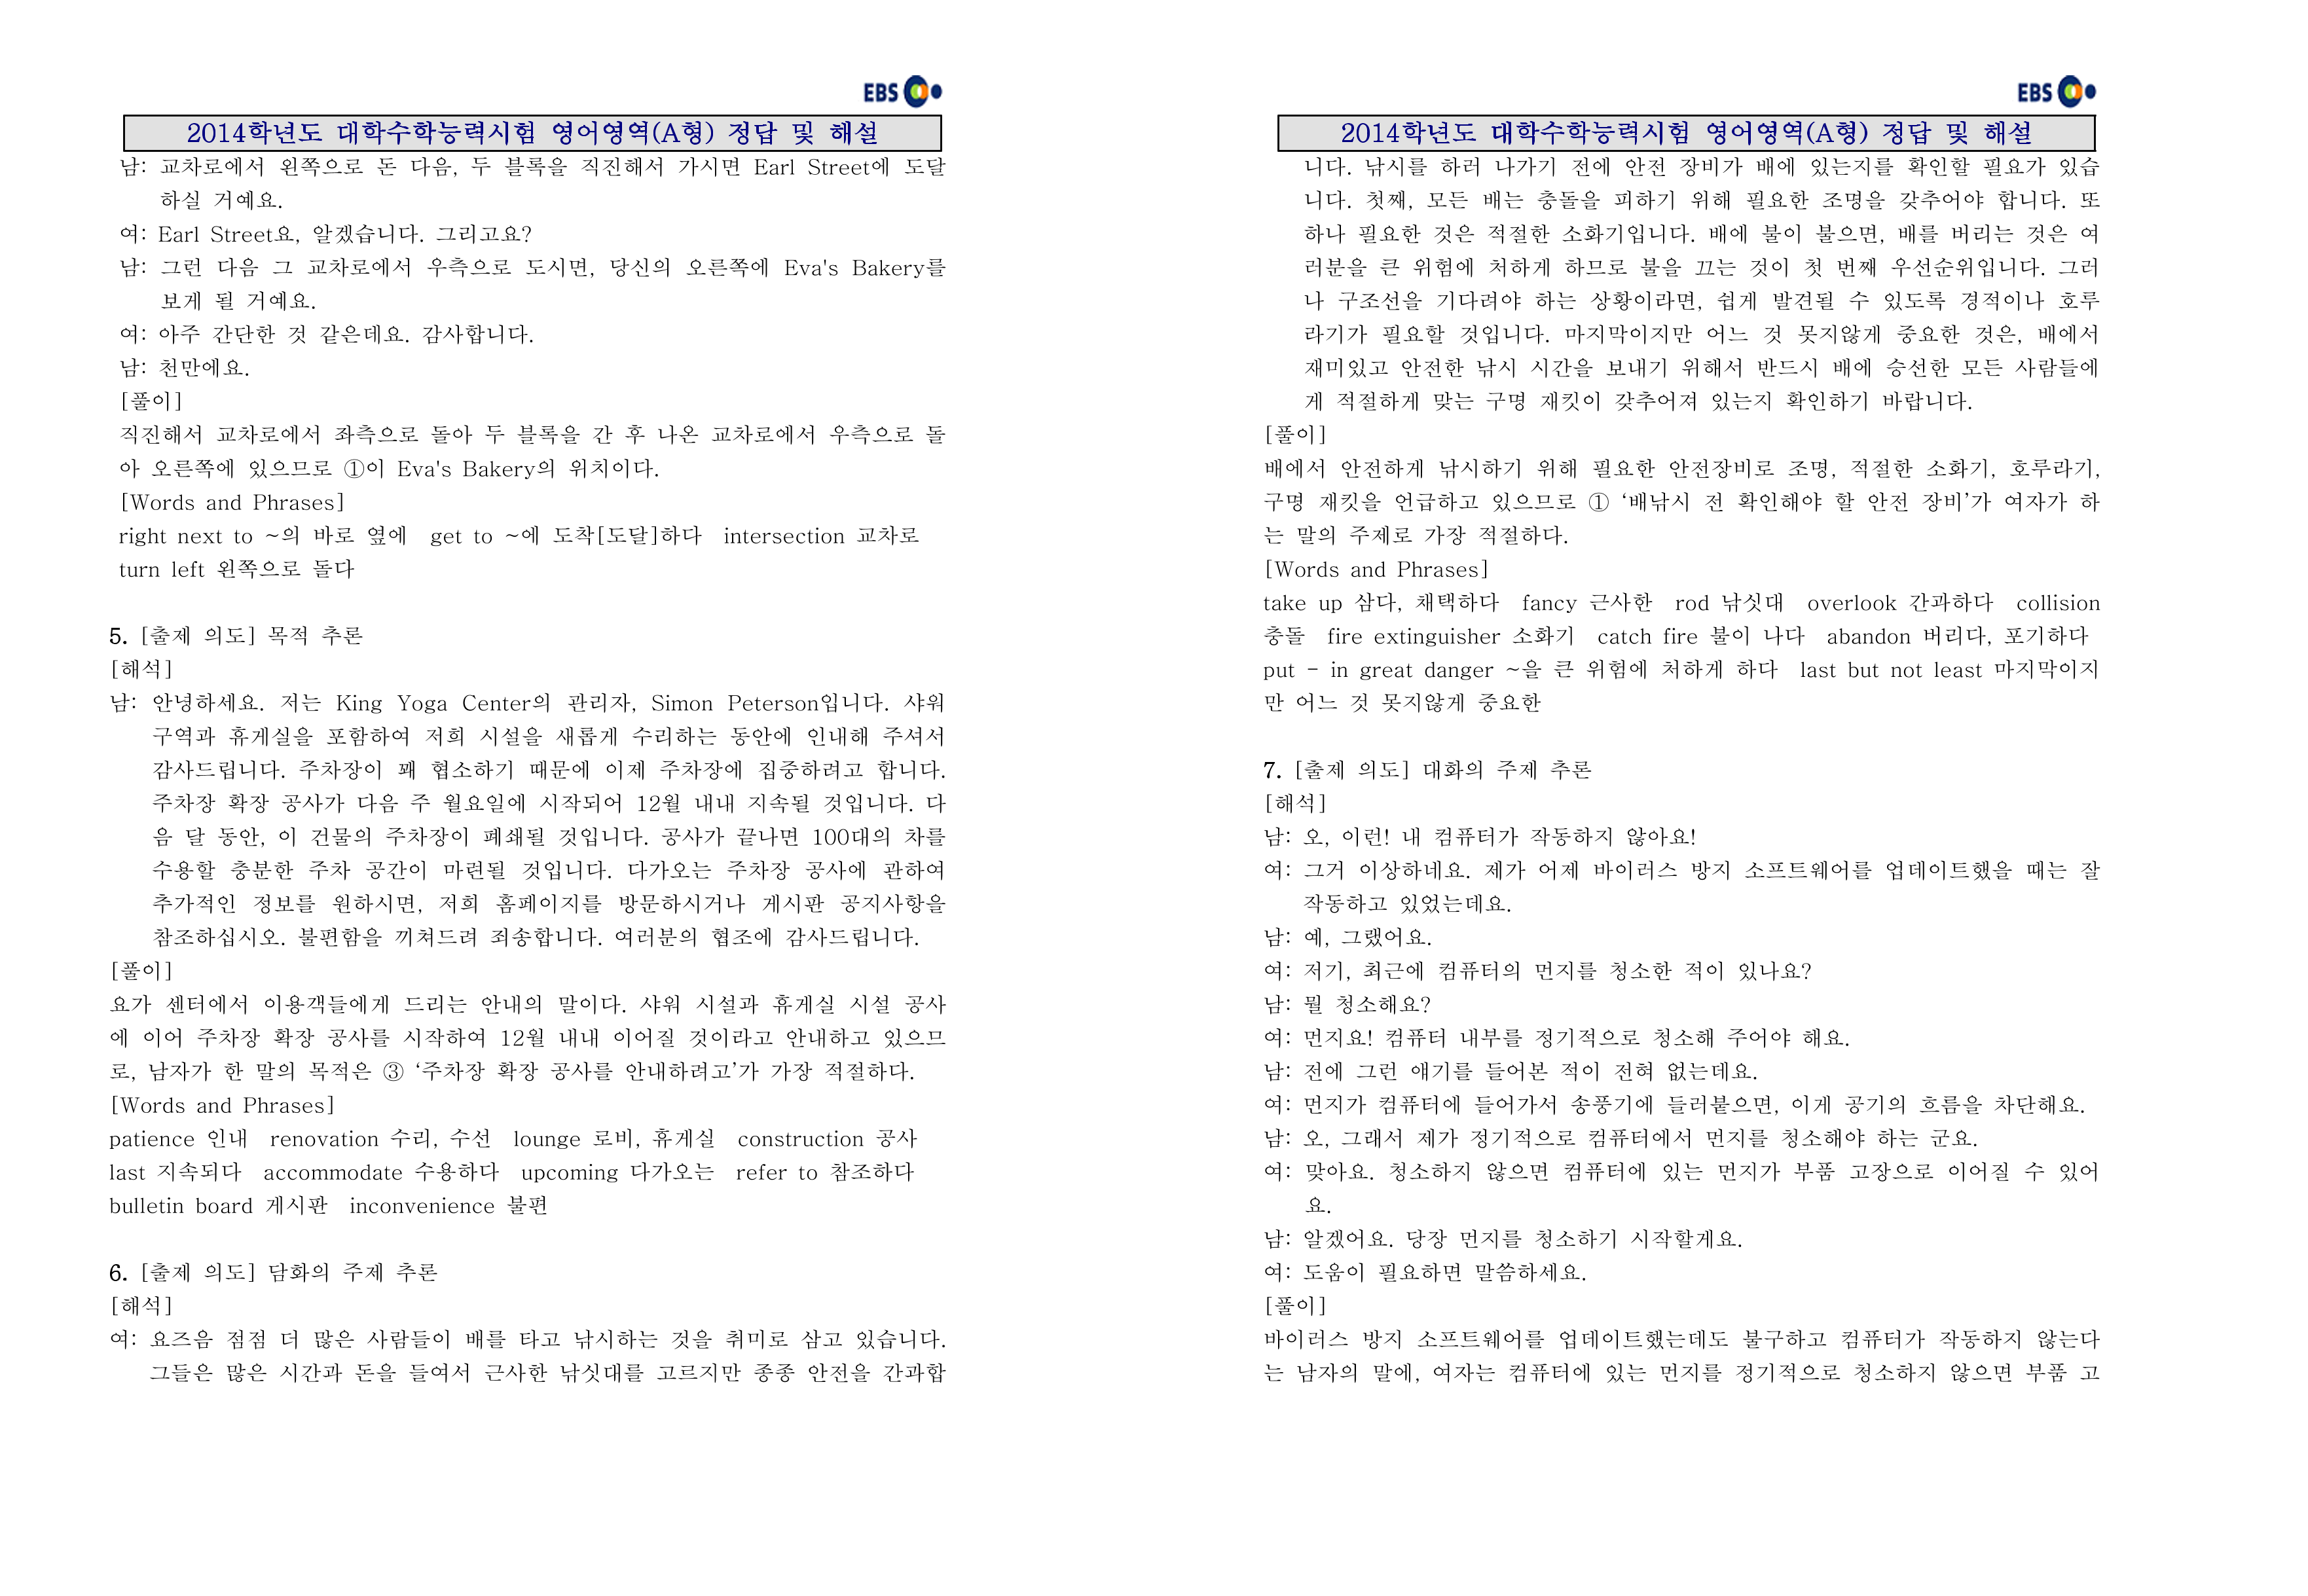 EBS
2014학년도 대학수학능력시험 영어영역(A형) 정답 및 해설
남: 교차로에서 왼쪽으로 돈 다음, 두 블록을 직진해서 가시면 Earl Street에 도달
하실 거예요.
여: Earl Street요, 알겠습니다. 그리고요?
남: 그런 다음 그 교차로에서 우측으로 도시면, 당신의 오른쪽에 Eva's Bakery를
보게 될 거예요.
여: 아주 간단한 것 같은데요. 감사합니다.
남: 천만에요.
[풀이]
직진해서 교차로에서 좌측으로 돌아 두 블록을 간 후 나온 교차로에서 우측으로 돌
아 오른쪽에 있으므로 ①이 Eva's Bakery의 위치이다.
[Words and Phrases]
right next to ~의 바로 옆에 get to ~에 도착[도달]하다 intersection 교차로
turn left 왼쪽으로 돌다
5. [출제 의도] 목적 추론
[해석]
남: 안녕하세요. 저는 King Yoga Center의 관리자, Simon Peterson입니다. 샤워
구역과 휴게실을 포함하여 저희 시설을 새롭게 수리하는 동안에 인내해 주셔서
감사드립니다. 주차장이 꽤 협소하기 때문에 이제 주차장에 집중하려고 합니다.
주차장 확장 공사가 다음 주 월요일에 시작되어 12월 내내 지속될 것입니다. 다
음 달 동안, 이 건물의 주차장이 폐쇄될 것입니다. 공사가 끝나면 100대의 차를
수용할 충분한 주차 공간이 마련될 것입니다. 다가오는 주차장 공사에 관하여
추가적인 정보를 원하시면, 저희 홈페이지를 방문하시거나 게시판 공지사항을
참조하십시오. 불편함을 끼쳐드려 죄송합니다. 여러분의 협조에 감사드립니다.
[풀이]
요가 센터에서 이용객들에게 드리는 안내의 말이다. 샤워 시설과 휴게실 시설 공사
에 이어 주차장 확장 공사를 시작하여 12월 내내 이어질 것이라고 안내하고 있으므
로, 남자가 한 말의 목적은 ③ ‘주차장 확장 공사를 안내하려고’가 가장 적절하다.
[Words and Phrases]
patience 인내 renovation 수리, 수선 lounge 로비, 휴게실 construction 공사
last 지속되다 accommodate 수용하다 upcoming 다가오는 refer to 참조하다
bulletin board 게시판 inconvenience 불편
6. [출제 의도] 담화의 주제 추론
[해석]
여: 요즈음 점점 더 많은 사람들이 배를 타고 낚시하는 것을 취미로 삼고 있습니다.
그들은 많은 시간과 돈을 들여서 근사한 낚싯대를 고르지만 종종 안전을 간과합
EBS
2014학년도 대학수학능력시험 영어영역(A형) 정답 및 해설
니다. 낚시를 하러 나가기 전에 안전 장비가 배에 있는지를 확인할 필요가 있습
니다. 첫째, 모든 배는 충돌을 피하기 위해 필요한 조명을 갖추어야 합니다. 또
하나 필요한 것은 적절한 소화기입니다. 배에 불이 붙으면, 배를 버리는 것은 여
러분을 큰 위험에 처하게 하므로 불을 끄는 것이 첫 번째 우선순위입니다. 그러
나 구조선을 기다려야 하는 상황이라면, 쉽게 발견될 수 있도록 경적이나 호루
라기가 필요할 것입니다. 마지막이지만 어느 것 못지않게 중요한 것은, 배에서
재미있고 안전한 낚시 시간을 보내기 위해서 반드시 배에 승선한 모든 사람들에
게 적절하게 맞는 구명 재킷이 갖추어져 있는지 확인하기 바랍니다.
[풀이]
배에서 안전하게 낚시하기 위해 필요한 안전장비로 조명, 적절한 소화기, 호루라기,
구명 재킷을 언급하고 있으므로 ① ‘배낚시 전 확인해야 할 안전 장비’가 여자가 하
는 말의 주제로 가장 적절하다.
[Words and Phrases]
take up 삼다, 채택하다 fancy 근사한 rod 낚싯대 overlook 간과하다 collision
충돌 fire extinguisher 소화기 catch fire 불이 나다 abandon 버리다, 포기하다
put - in great danger ~을 큰 위험에 처하게 하다 last but not least 마지막이지
만 어느 것 못지않게 중요한
7. [출제 의도] 대화의 주제 추론
[해석]
남: 오, 이런! 내 컴퓨터가 작동하지 않아요!
여: 그거 이상하네요. 제가 어제 바이러스 방지 소프트웨어를 업데이트했을 때는 잘
작동하고 있었는데요.
남: 예, 그랬어요.
여: 저기, 최근에 컴퓨터의 먼지를 청소한 적이 있나요?
남: 뭘 청소해요?
여: 먼지요! 컴퓨터 내부를 정기적으로 청소해 주어야 해요.
남: 전에 그런 얘기를 들어본 적이 전혀 없는데요.
여: 먼지가 컴퓨터에 들어가서 송풍기에 들러붙으면, 이게 공기의 흐름을 차단해요.
남: 오, 그래서 제가 정기적으로 컴퓨터에서 먼지를 청소해야 하는 군요.
여: 맞아요. 청소하지 않으면 컴퓨터에 있는 먼지가 부품 고장으로 이어질 수 있어
요.
남: 알겠어요. 당장 먼지를 청소하기 시작할게요.
여: 도움이 필요하면 말씀하세요.
[풀이]
바이러스 방지 소프트웨어를 업데이트했는데도 불구하고 컴퓨터가 작동하지 않는다
는 남자의 말에, 여자는 컴퓨터에 있는 먼지를 정기적으로 청소하지 않으면 부품 고